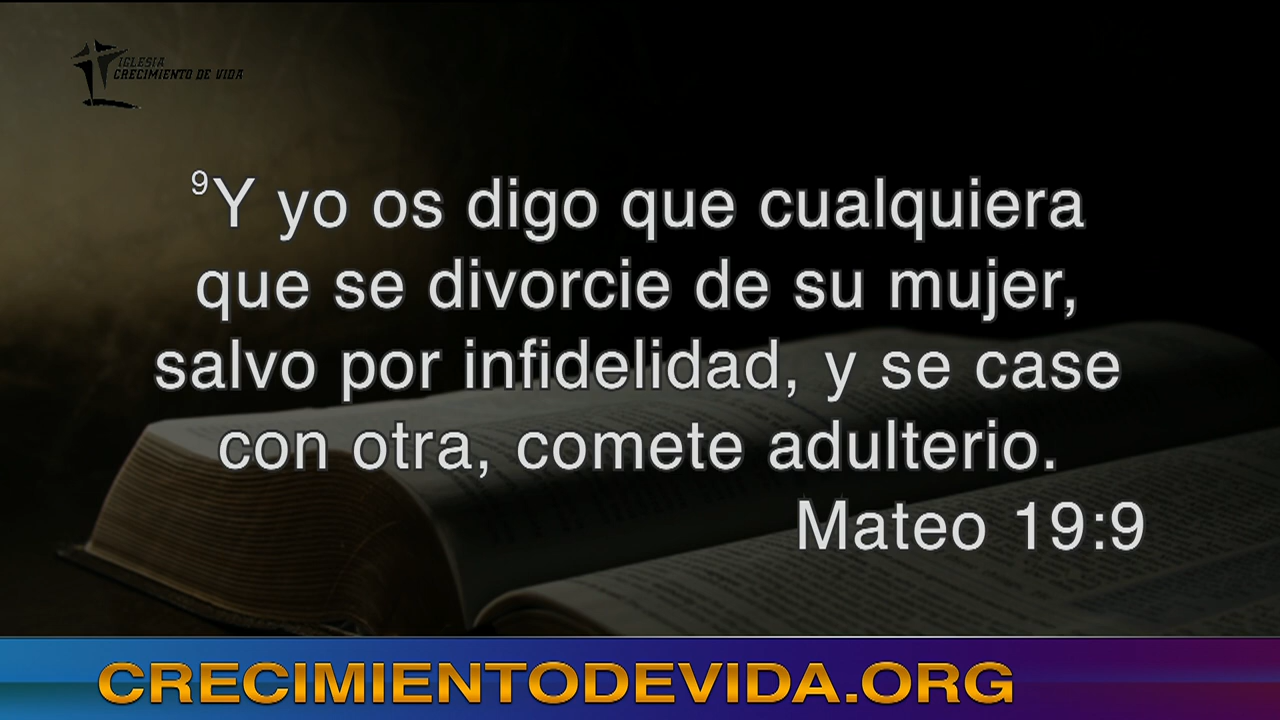 IGLESIA
CRECIMIENTO DE VIDA
⁹Y yo os digo que cualquiera
que se divorcie de su mujer,
salvo por infidelidad, y se case
con otra, comete adulterio.
Mateo 19:9
CRECIMIENTODEVIDA.ORG